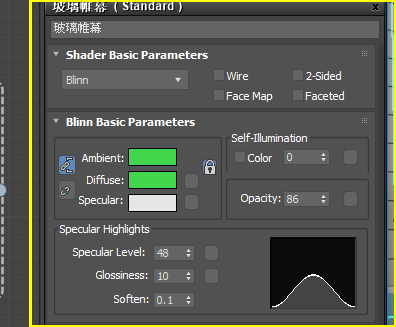 玻璃帷幕 ( Standard )
玻璃帷幕
Shader Basic Parameters
Blinn
Wire
2-Sided
Face Map
Faceted
Blinn Basic Parameters
Ambient:
Diffuse:
Specular:
Self-Illumination
Color 0
Opacity: 86
Specular Highlights
Specular Level: 48
Glossiness: 10
Soften: 0.1